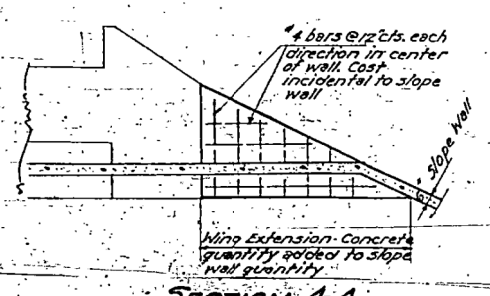 #4 bars @ 12" cts. each
direction in center
of wall. Cost
incidental to slope
wall
Slope Wall
Wing Extension-Concrete
quantity added to slope
wall quantity
SECTION A-A